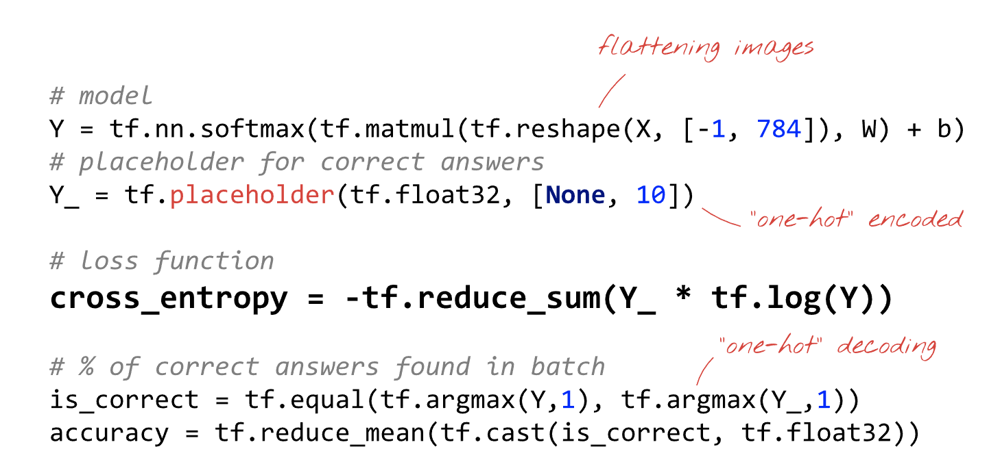 flattening images
# model
Y = tf.nn.softmax(tf.matmul(tf.reshape(X, [-1, 784]), W) + b)
# placeholder for correct answers
Y_ = tf.placeholder(tf.float32, [None, 10])
"one-hot" encoded
# loss function
cross_entropy = -tf.reduce_sum(Y_ * tf.log(Y))
"one-hot" decoding
# % of correct answers found in batch
is_correct = tf.equal(tf.argmax(Y,1), tf.argmax(Y_,1))
accuracy = tf.reduce_mean(tf.cast(is_correct, tf.float32))